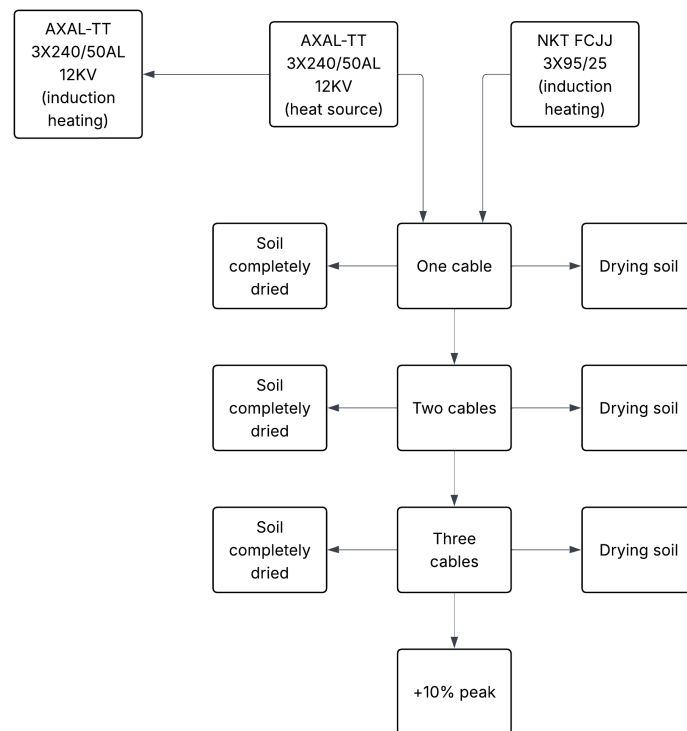 AXAL-TT
3X240/50AL
12KV
(induction
heating)
AXAL-TT
3X240/50AL
12KV
(heat source)
NKT FCJJ
3X95/25
(induction
heating)
Soil
completely
dried
One cable
Drying soil
Soil
completely
dried
Two cables
Drying soil
Soil
completely
dried
Three
cables
Drying soil
+10% peak